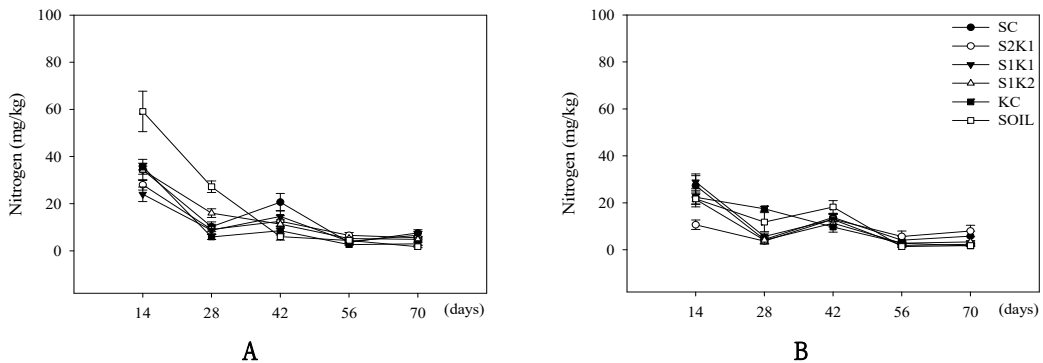 100
80
60
40
20
0
Nitrogen (mg/kg)
14 28 42 56 70 (days)
A
100
80
60
40
20
0
Nitrogen (mg/kg)
14 28 42 56 70 (days)
SC
S2K1
S1K1
S1K2
KC
SOIL
B